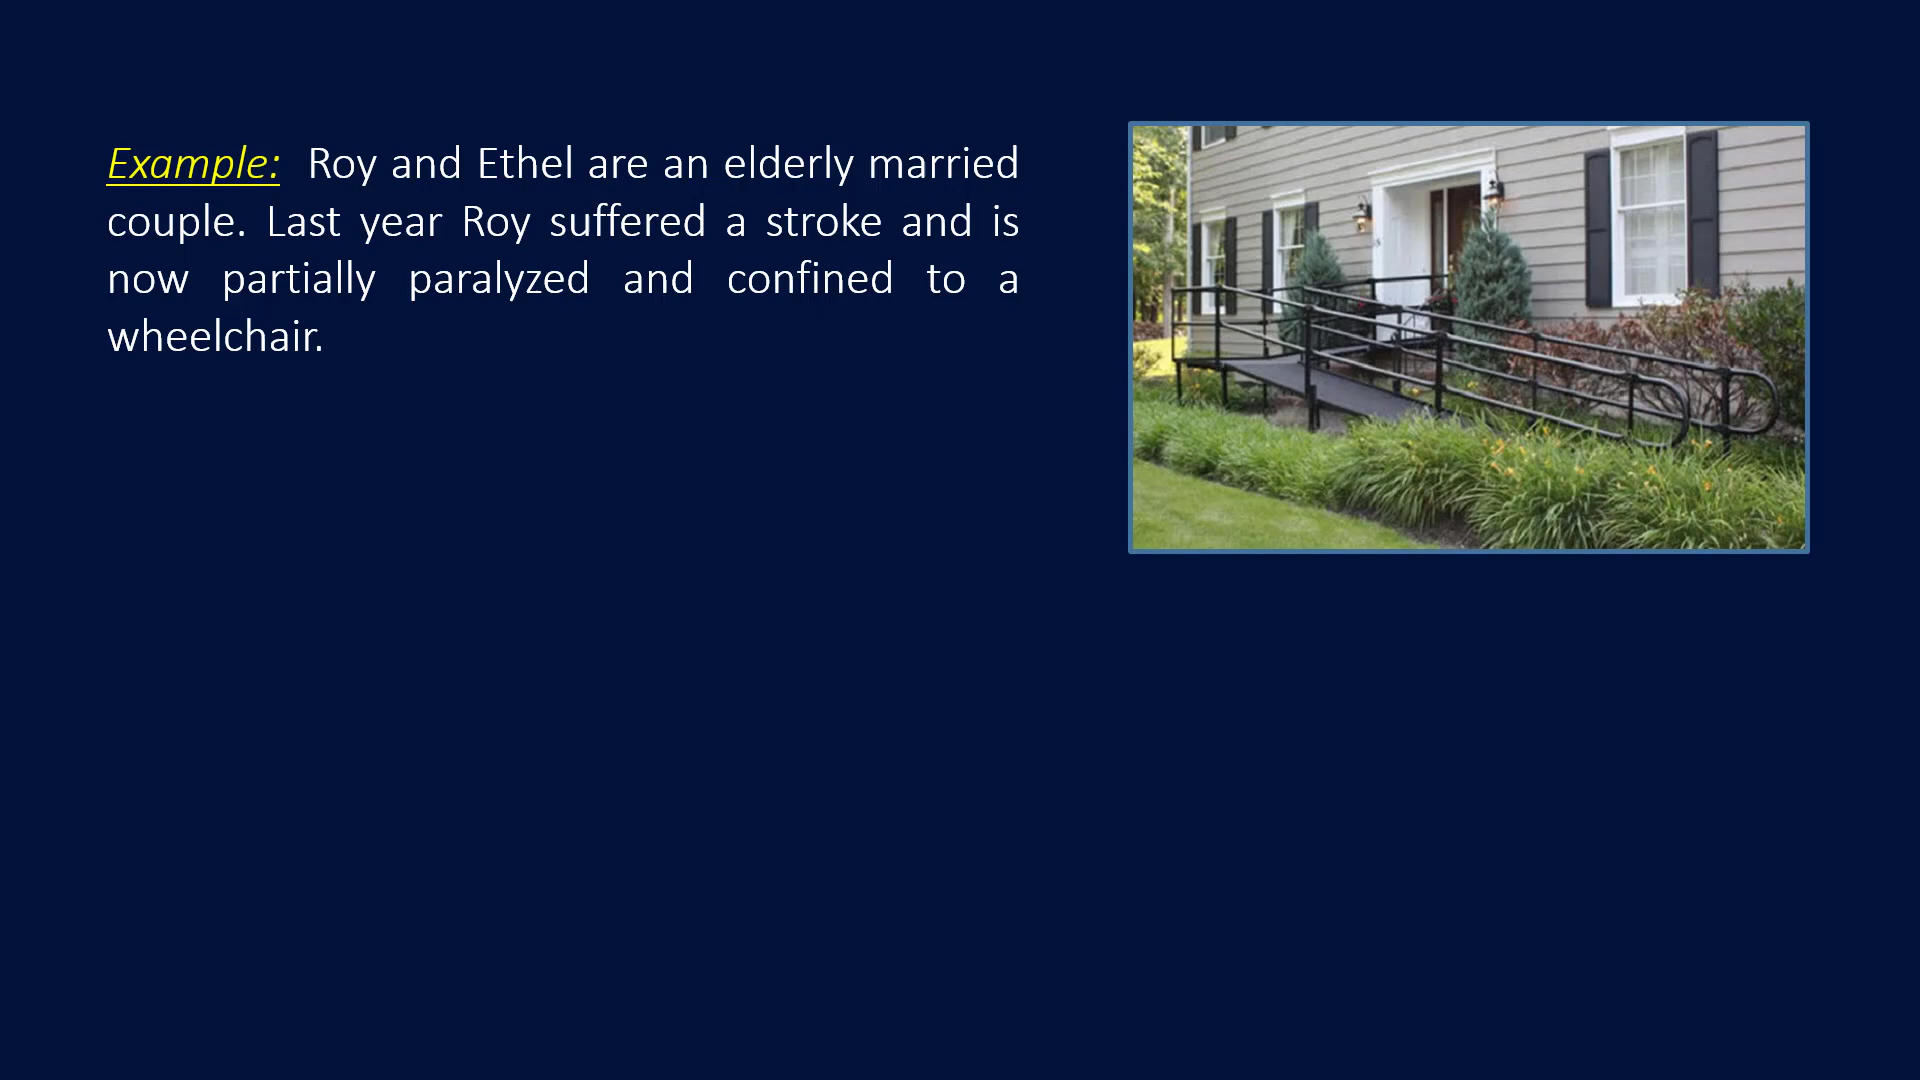 Example: Roy and Ethel are an elderly married
couple. Last year Roy suffered a stroke and is
now partially paralyzed and confined to a
wheelchair.